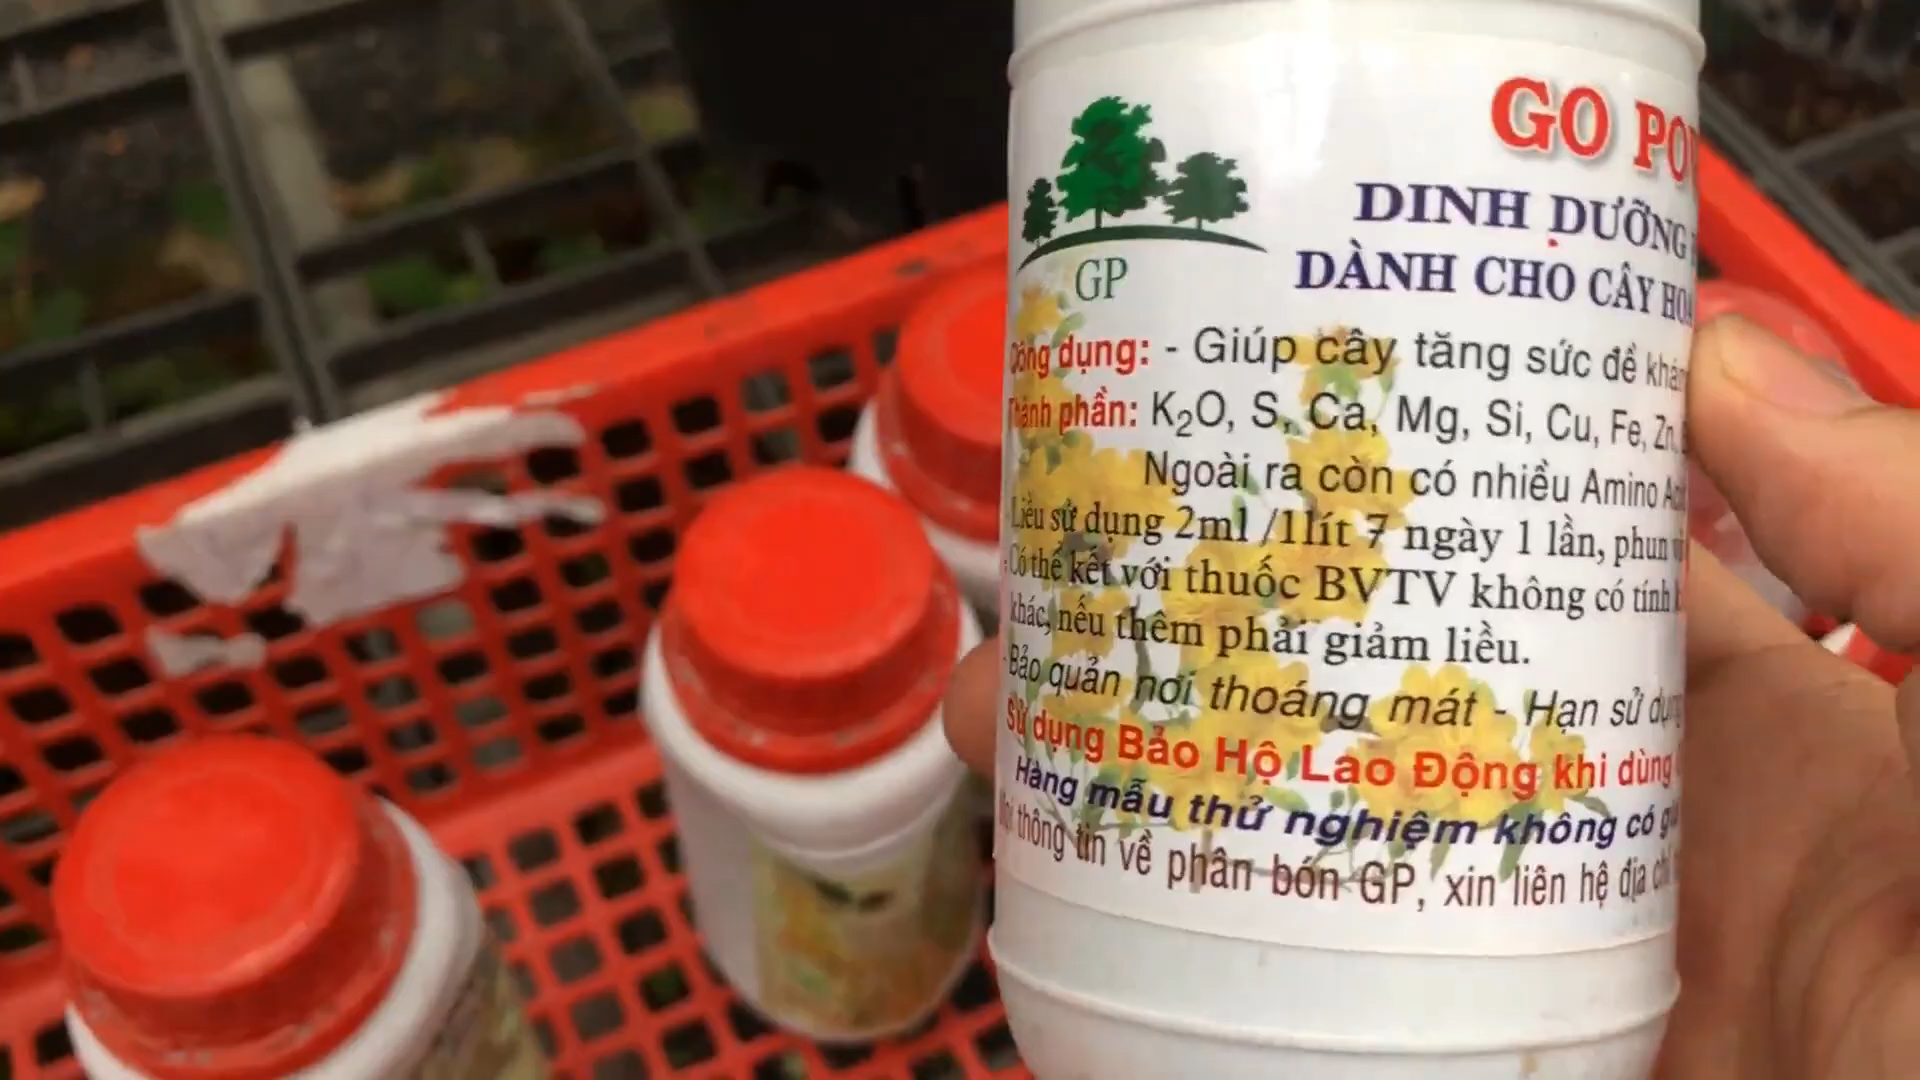 GO
DINH DƯỠNG
DÀNH CHO CÂY HOA
GP
Công dụng: - Giúp cây tăng sức đề
Thành phần: K₂O, S, Ca, Mg, Si, Cu, Fe, Zn,
Ngoài ra còn có nhiều Amino
- Liều sử dụng 2ml /1lít 7 ngày 1 lần, phun
- Có thể kết với thuốc BVTV không có tính
khác, nếu thêm phải giảm liều.
- Bảo quản nơi thoáng mát - Hạn sử dụng
Sử dụng Bảo Hộ Lao Động khi dùng
Hàng mẫu thử nghiệm không có
Mọi thông tin về phân bón GP, xin liên hệ địa chỉ